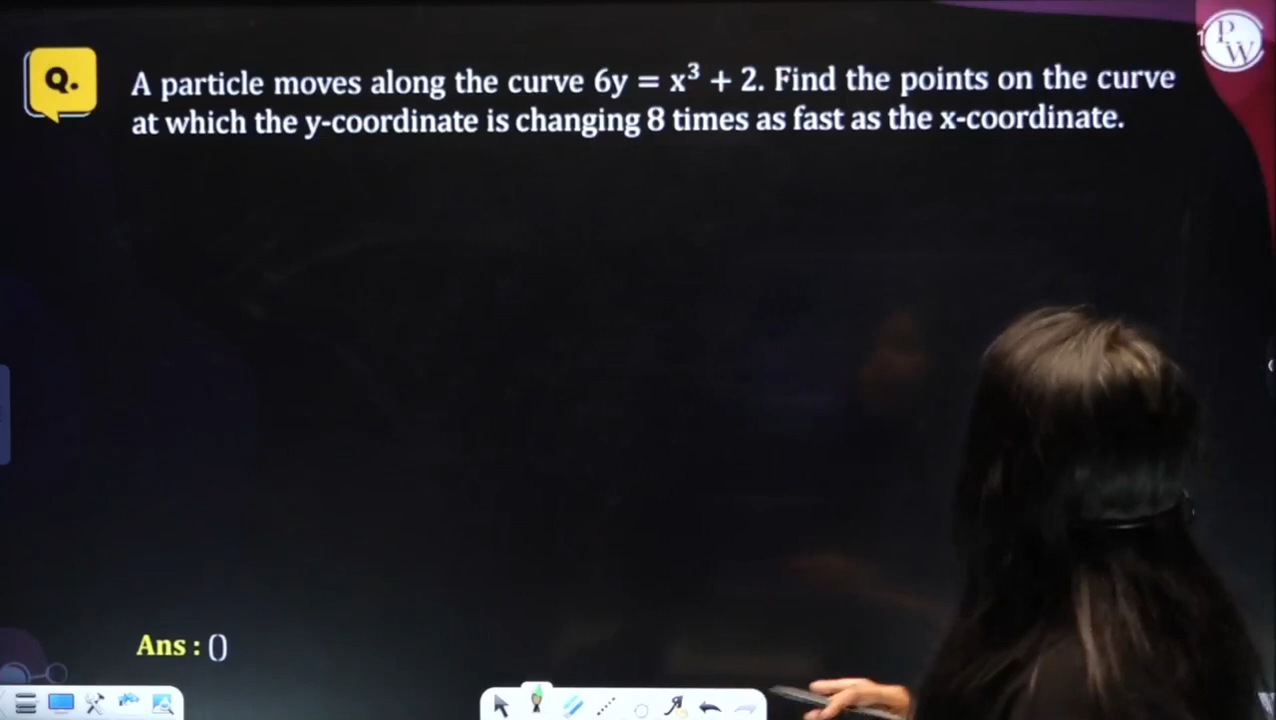 P
W
Q.
A particle moves along the curve 6y = x³ + 2. Find the points on the curve
at which the y-coordinate is changing 8 times as fast as the x-coordinate.
Ans : ()